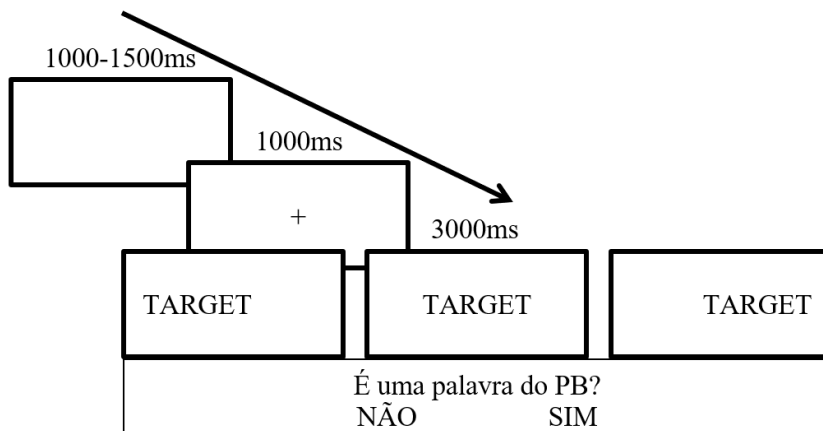 1000-1500ms
1000ms
+
3000ms
TARGET TARGET TARGET
É uma palavra do PB?
NÃO SIM